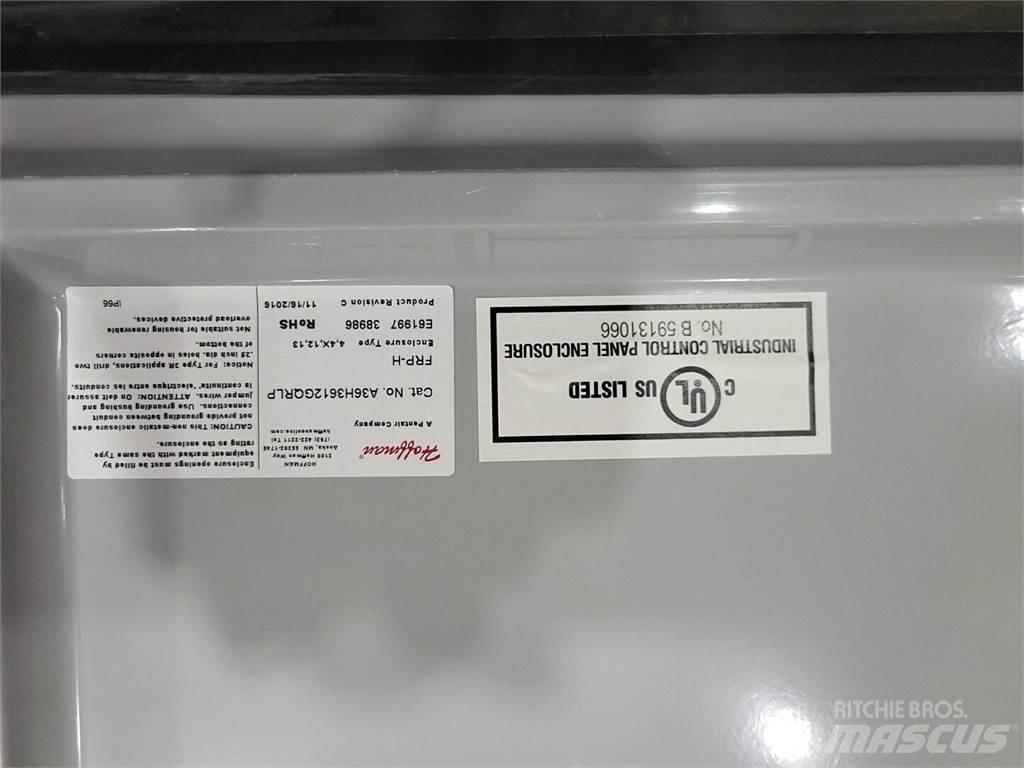 Hoffman®
A Pentair Company
HOFFMAN
2100 Hoffman Way
Anoka, MN 55303-1745
(763) 422-2211 Tel
hoffmanonline.com
Cat. No. A36H3612GQRLP
FRP-H
Enclosure Type 4,4X,12,13
E61997 38986 RoHS
Product Revision C 11/16/2016
Enclosure openings must be filled by
equipment marked with the same Type
rating as the enclosure.
CAUTION: This non-metallic enclosure does
not provide grounding between conduit
connections. Use grounding bushing and
jumper wires. ATTENTION: On doit assurer
la continuite' electrique entre les conduits.
Notice: For Type 3R applications, drill two
.25 inch dia. holes in opposite corners
of the bottom.
Not suitable for housing renewable
overload protective devices.
IP66
C UL US LISTED
INDUSTRIAL CONTROL PANEL ENCLOSURE
No. B 59131066
RITCHIE BROS.
MASCUS